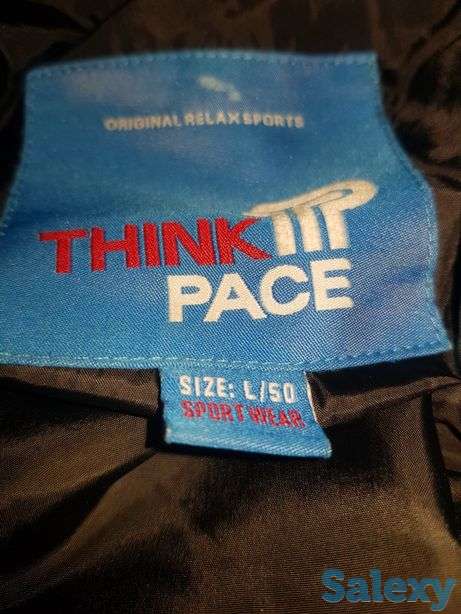 ORIGINAL RELAX SPORTS
THINK
PACE
SIZE: L/50
SPORT WEAR
Salexy